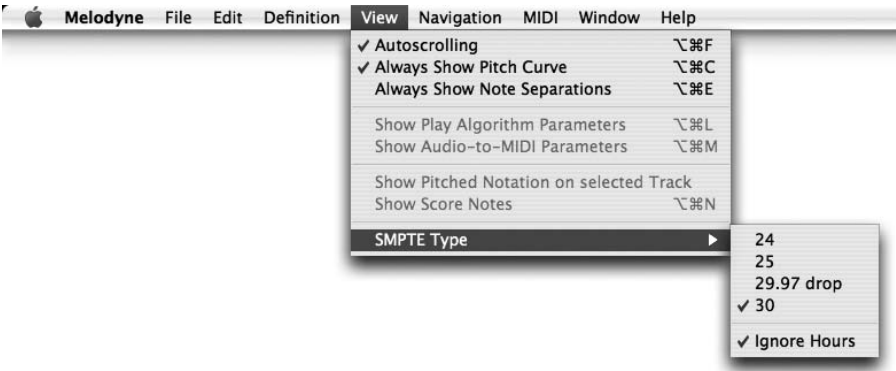 Melodyne File Edit Definition View Navigation MIDI Window Help
✓ Autoscrolling ⌥⌘F
✓ Always Show Pitch Curve ⌥⌘C
Always Show Note Separations ⌥⌘E
Show Play Algorithm Parameters ⌥⌘L
Show Audio-to-MIDI Parameters ⌥⌘M
Show Pitched Notation on selected Track
Show Score Notes ⌥⌘N
SMPTE Type ▶
24
25
29.97 drop
✓ 30
✓ Ignore Hours